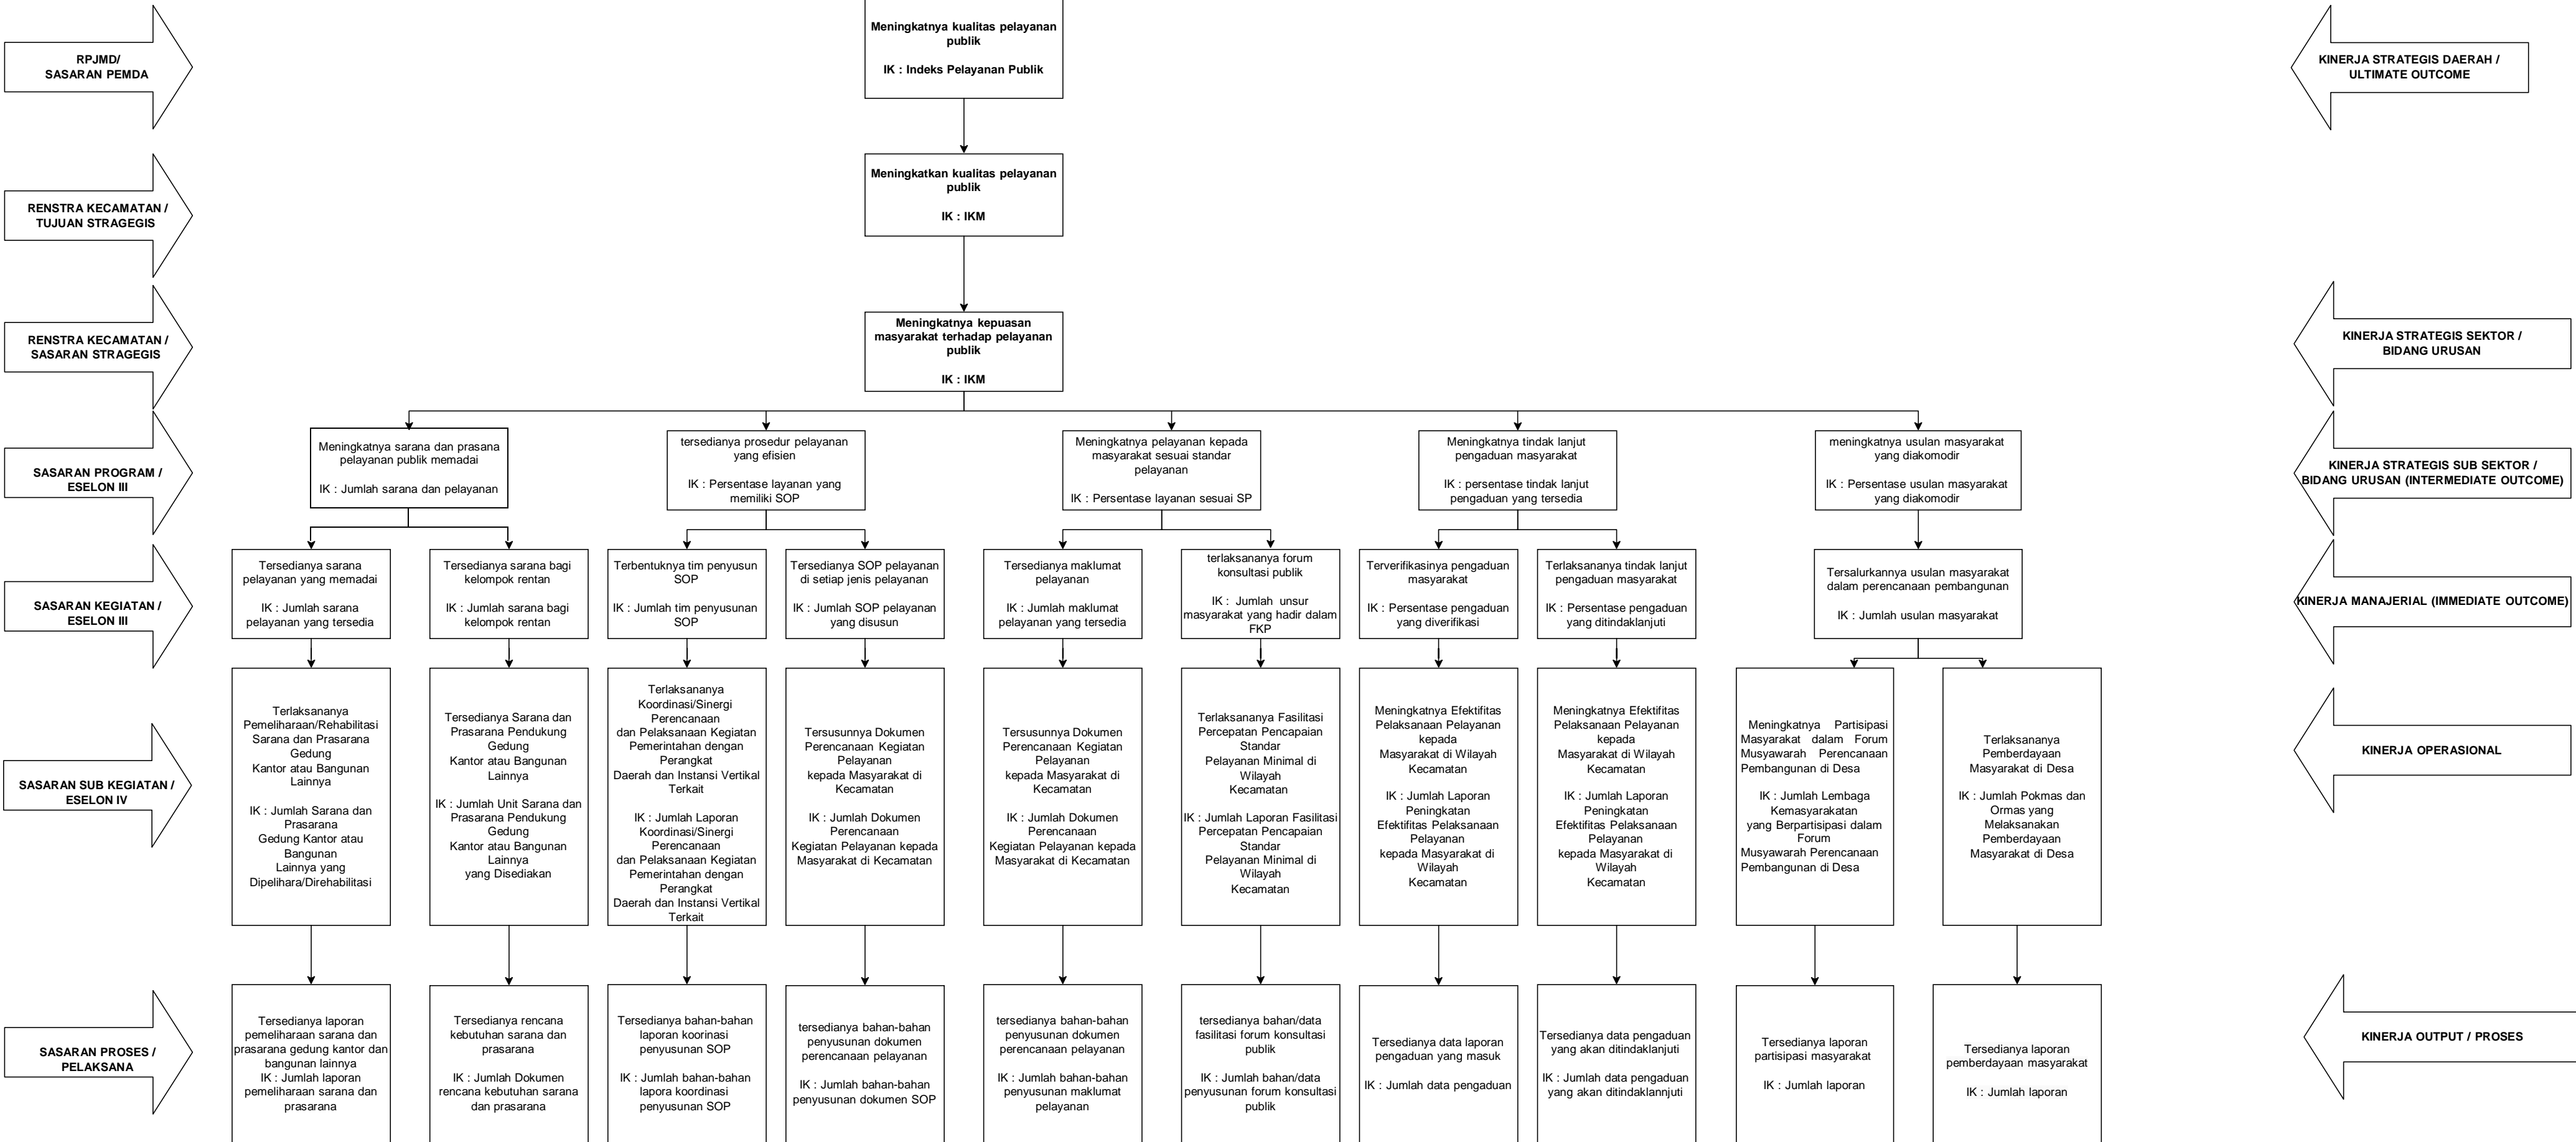 Meningkatnya kualitas pelayanan
publik
IK : Indeks Pelayanan Publik
RPJMD/
SASARAN PEMDA
KINERJA STRATEGIS DAERAH /
ULTIMATE OUTCOME
Meningkatkan kualitas pelayanan
publik
IK : IKM
RENSTRA KECAMATAN /
TUJUAN STRAGEGIS
Meningkatnya kepuasan
masyarakat terhadap pelayanan
publik
IK : IKM
RENSTRA KECAMATAN /
SASARAN STRAGEGIS
KINERJA STRATEGIS SEKTOR /
BIDANG URUSAN
SASARAN PROGRAM /
ESELON III
Meningkatnya sarana dan prasana
pelayanan publik memadai
IK : Jumlah sarana dan pelayanan
tersedianya prosedur pelayanan
yang efisien
IK : Persentase layanan yang
memiliki SOP
Meningkatnya pelayanan kepada
masyarakat sesuai standar
pelayanan
IK : Persentase layanan sesuai SP
Meningkatnya tindak lanjut
pengaduan masyarakat
IK : persentase tindak lanjut
pengaduan yang tersedia
meningkatnya usulan masyarakat
yang diakomodir
IK : Persentase usulan masyarakat
yang diakomodir
KINERJA STRATEGIS SUB SEKTOR /
BIDANG URUSAN (INTERMEDIATE OUTCOME)
SASARAN KEGIATAN /
ESELON III
Tersedianya sarana
pelayanan yang memadai
IK : Jumlah sarana
pelayanan yang tersedia
Tersedianya sarana bagi
kelompok rentan
IK : Jumlah sarana bagi
kelompok rentan
Terbentuknya tim penyusun
SOP
IK : Jumlah tim penyusunan
SOP
Tersedianya SOP pelayanan
di setiap jenis pelayanan
IK : Jumlah SOP pelayanan
yang disusun
Tersedianya maklumat
pelayanan
IK : Jumlah maklumat
pelayanan yang tersedia
terlaksananya forum
konsultasi publik
IK : Jumlah unsur
masyarakat yang hadir dalam
FKP
Terverifikasinya pengaduan
masyarakat
IK : Persentase pengaduan
yang diverifikasi
Terlaksananya tindak lanjut
pengaduan masyarakat
IK : Persentase pengaduan
yang ditindaklanjuti
Tersalurkannya usulan masyarakat
dalam perencanaan pembangunan
IK : Jumlah usulan masyarakat
KINERJA MANAJERIAL (IMMEDIATE OUTCOME)
SASARAN SUB KEGIATAN /
ESELON IV
Terlaksananya
Pemeliharaan/Rehabilitasi
Sarana dan Prasarana
Gedung
Kantor atau Bangunan
Lainnya
IK : Jumlah Sarana dan
Prasarana
Gedung Kantor atau
Bangunan
Lainnya yang
Dipelihara/Direhabilitasi
Tersedianya Sarana dan
Prasarana Pendukung
Gedung
Kantor atau Bangunan
Lainnya
IK : Jumlah Unit Sarana dan
Prasarana Pendukung
Gedung
Kantor atau Bangunan
Lainnya
yang Disediakan
Terlaksananya
Koordinasi/Sinergi
Perencanaan
dan Pelaksanaan Kegiatan
Pemerintahan dengan
Perangkat
Daerah dan Instansi Vertikal
Terkait
IK : Jumlah Laporan
Koordinasi/Sinergi
Perencanaan
dan Pelaksanaan Kegiatan
Pemerintahan dengan
Perangkat
Daerah dan Instansi Vertikal
Terkait
Tersusunnya Dokumen
Perencanaan Kegiatan
Pelayanan
kepada Masyarakat di
Kecamatan
IK : Jumlah Dokumen
Perencanaan
Kegiatan Pelayanan kepada
Masyarakat di Kecamatan
Tersusunnya Dokumen
Perencanaan Kegiatan
Pelayanan
kepada Masyarakat di
Kecamatan
IK : Jumlah Dokumen
Perencanaan
Kegiatan Pelayanan kepada
Masyarakat di Kecamatan
Terlaksananya Fasilitasi
Percepatan Pencapaian
Standar
Pelayanan Minimal di
Wilayah
Kecamatan
IK : Jumlah Laporan Fasilitasi
Percepatan Pencapaian
Standar
Pelayanan Minimal di
Wilayah
Kecamatan
Meningkatnya Efektifitas
Pelaksanaan Pelayanan
kepada
Masyarakat di Wilayah
Kecamatan
IK : Jumlah Laporan
Peningkatan
Efektifitas Pelaksanaan
Pelayanan
kepada Masyarakat di
Wilayah
Kecamatan
Meningkatnya Efektifitas
Pelaksanaan Pelayanan
kepada
Masyarakat di Wilayah
Kecamatan
IK : Jumlah Laporan
Peningkatan
Efektifitas Pelaksanaan
Pelayanan
kepada Masyarakat di
Wilayah
Kecamatan
Meningkatnya Partisipasi
Masyarakat dalam Forum
Musyawarah Perencanaan
Pembangunan di Desa
IK : Jumlah Lembaga
Kemasyarakatan
yang Berpartisipasi dalam
Forum
Musyawarah Perencanaan
Pembangunan di Desa
Terlaksananya
Pemberdayaan
Masyarakat di Desa
IK : Jumlah Pokmas dan
Ormas yang
Melaksanakan
Pemberdayaan
Masyarakat di Desa
KINERJA OPERASIONAL
SASARAN PROSES /
PELAKSANA
Tersedianya laporan
pemeliharaan sarana dan
prasarana gedung kantor dan
bangunan lainnya
IK : Jumlah laporan
pemeliharaan sarana dan
prasarana
Tersedianya rencana
kebutuhan sarana dan
prasarana
IK : Jumlah Dokumen
rencana kebutuhan sarana
dan prasarana
Tersedianya bahan-bahan
laporan koorinasi
penyusunan SOP
IK : Jumlah bahan-bahan
lapora koordinasi
penyusunan SOP
tersedianya bahan-bahan
penyusunan dokumen
perencanaan pelayanan
IK : Jumlah bahan-bahan
penyusunan dokumen SOP
tersedianya bahan-bahan
penyusunan dokumen
perencanaan pelayanan
IK : Jumlah bahan-bahan
penyusunan maklumat
pelayanan
tersedianya bahan/data
fasilitasi forum konsultasi
publik
IK : Jumlah bahan/data
penyusunan forum konsultasi
publik
Tersedianya data laporan
pengaduan yang masuk
IK : Jumlah data pengaduan
Tersedianya data pengaduan
yang akan ditindaklanjuti
IK : Jumlah data pengaduan
yang akan ditindaklannjuti
Tersedianya laporan
partisipasi masyarakat
IK : Jumlah laporan
Tersedianya laporan
pemberdayaan masyarakat
IK : Jumlah laporan
KINERJA OUTPUT / PROSES